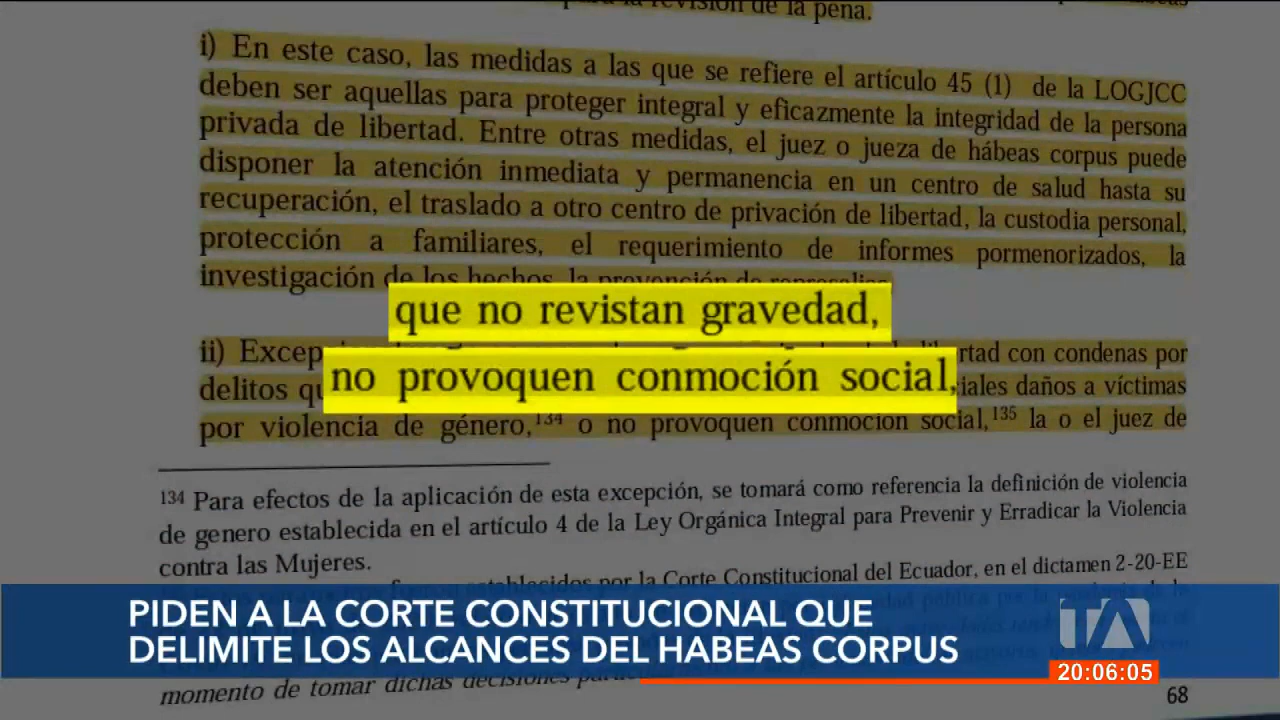 la revisión de la pena.
i) En este caso, las medidas a las que se refiere el artículo 45 (1) de la LOGJCC
deben ser aquellas para proteger integral y eficazmente la integridad de la persona
privada de libertad. Entre otras medidas, el juez o jueza de hábeas corpus puede
disponer la atención inmediata y permanencia en un centro de salud hasta su
recuperación, el traslado a otro centro de privación de libertad, la custodia personal,
protección a familiares, el requerimiento de informes pormenorizados, la
investigación de los hechos, la prevención de represalias
que no revistan gravedad,
ii) con condenas por
no provoquen conmoción social,
delitos daños a víctimas
por violencia de género,134 o no provoquen conmoción social,135 la o el juez de
134 Para efectos de la aplicación de esta excepción, se tomará como referencia la definición de violencia
de genero establecida en el artículo 4 de la Ley Orgánica Integral para Prevenir y Erradicar la Violencia
contra las Mujeres.
establecidos por la Corte Constitucional del Ecuador, en el dictamen 2-20-EE
PIDEN A LA CORTE CONSTITUCIONAL QUE
DELIMITE LOS ALCANCES DEL HABEAS CORPUS
TA
20:06:05
momento de tomar dichas decisiones
68